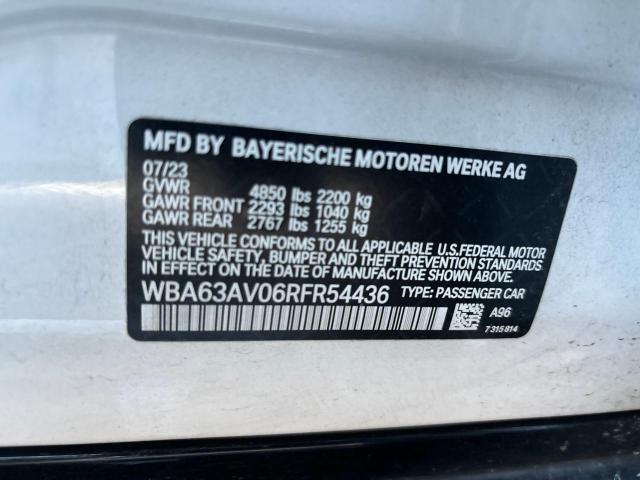 MFD BY BAYERISCHE MOTOREN WERKE AG
07/23
GVWR 4850 lbs 2200 kg
GAWR FRONT 2293 lbs 1040 kg
GAWR REAR 2767 lbs 1255 kg
THIS VEHICLE CONFORMS TO ALL APPLICABLE U.S.FEDERAL MOTOR
VEHICLE SAFETY, BUMPER, AND THEFT PREVENTION STANDARDS
IN EFFECT ON THE DATE OF MANUFACTURE SHOWN ABOVE.
WBA63AV06RFR54436 TYPE: PASSENGER CAR
A96
7315814